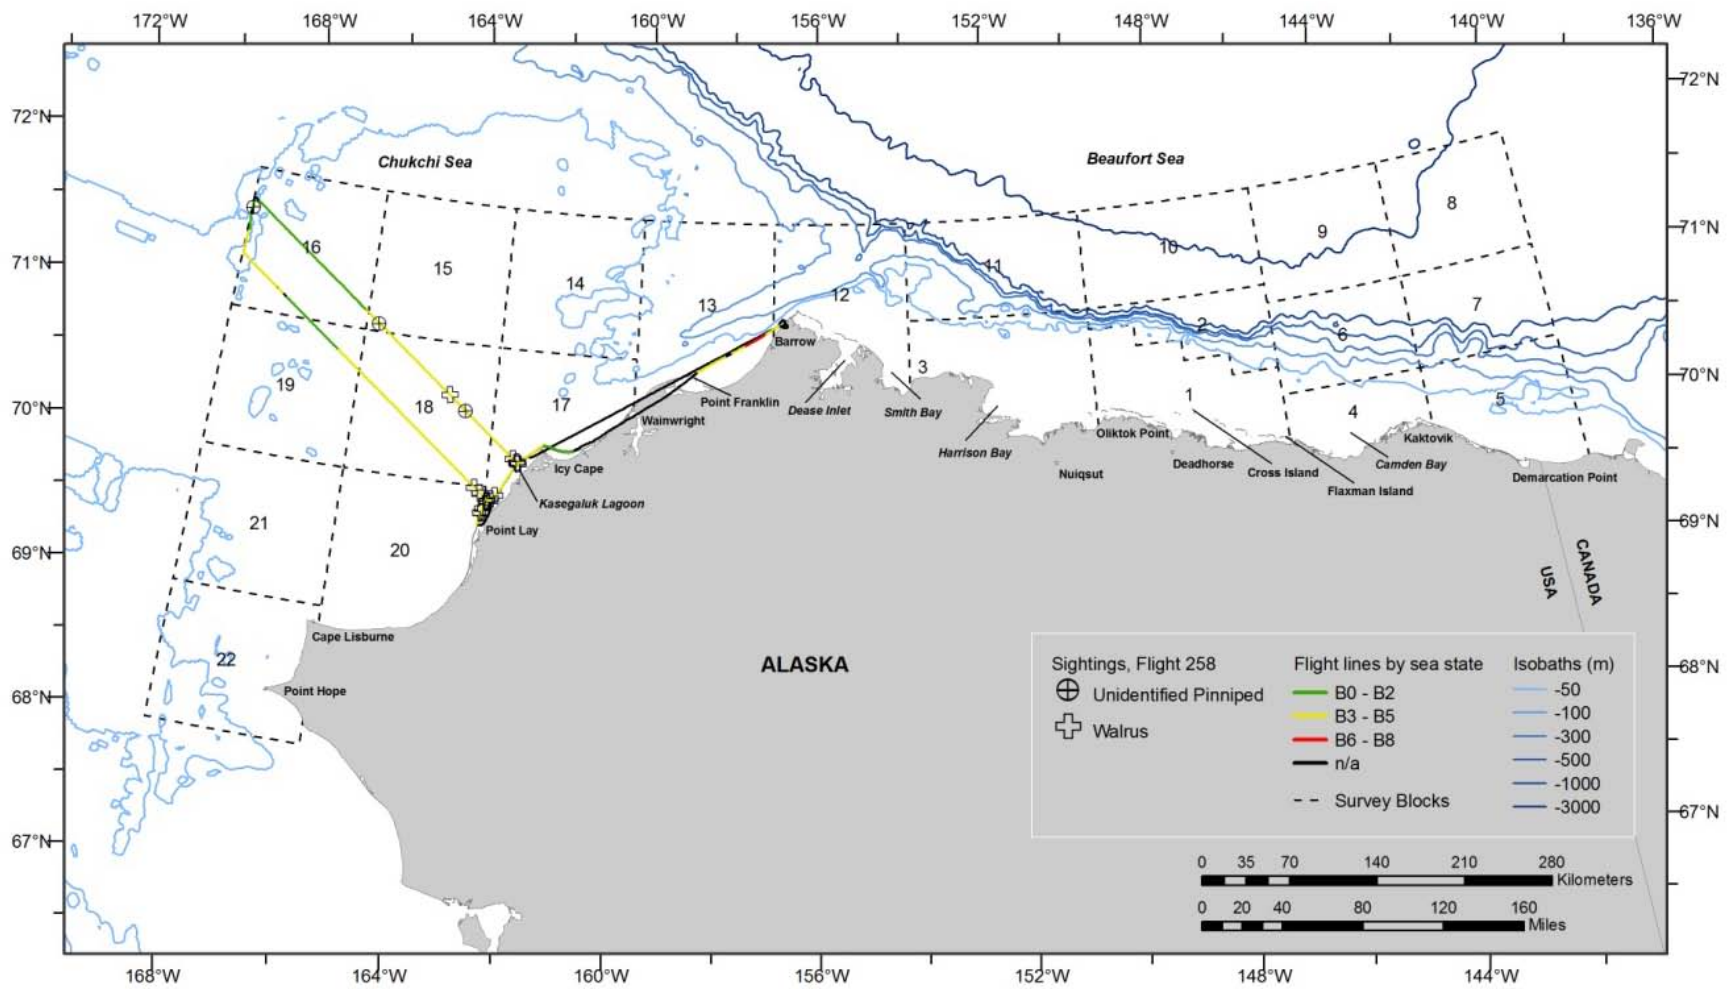 172°W 168°W 164°W 160°W 156°W 152°W 148°W 144°W 140°W 136°W
72°N
72°N
Chukchi Sea
Beaufort Sea
8
71°N
9
16
10
15
11
71°N
14
13
12
7
2
6
Barrow
3
70°N
19
18
17
Point Franklin
Dease Inlet
Smith Bay
1
4
5
70°N
Wainwright
Harrison Bay
Oliktok Point
Kaktovik
Icy Cape
Nuiqsut
Deadhorse
Cross Island
Camden Bay
Demarcation Point
Kasegaluk Lagoon
Flaxman Island
21
Point Lay
69°N
69°N
20
USA
CANADA
Cape Lisburne
22
Point Hope
ALASKA
68°N
68°N
67°N
67°N
Sightings, Flight 258
Unidentified Pinniped
Walrus
Flight lines by sea state
B0 - B2
B3 - B5
B6 - B8
n/a
Survey Blocks
Isobaths (m)
-50
-100
-300
-500
-1000
-3000
0 35 70 140 210 280
Kilometers
0 20 40 80 120 160
Miles
168°W 164°W 160°W 156°W 152°W 148°W 144°W